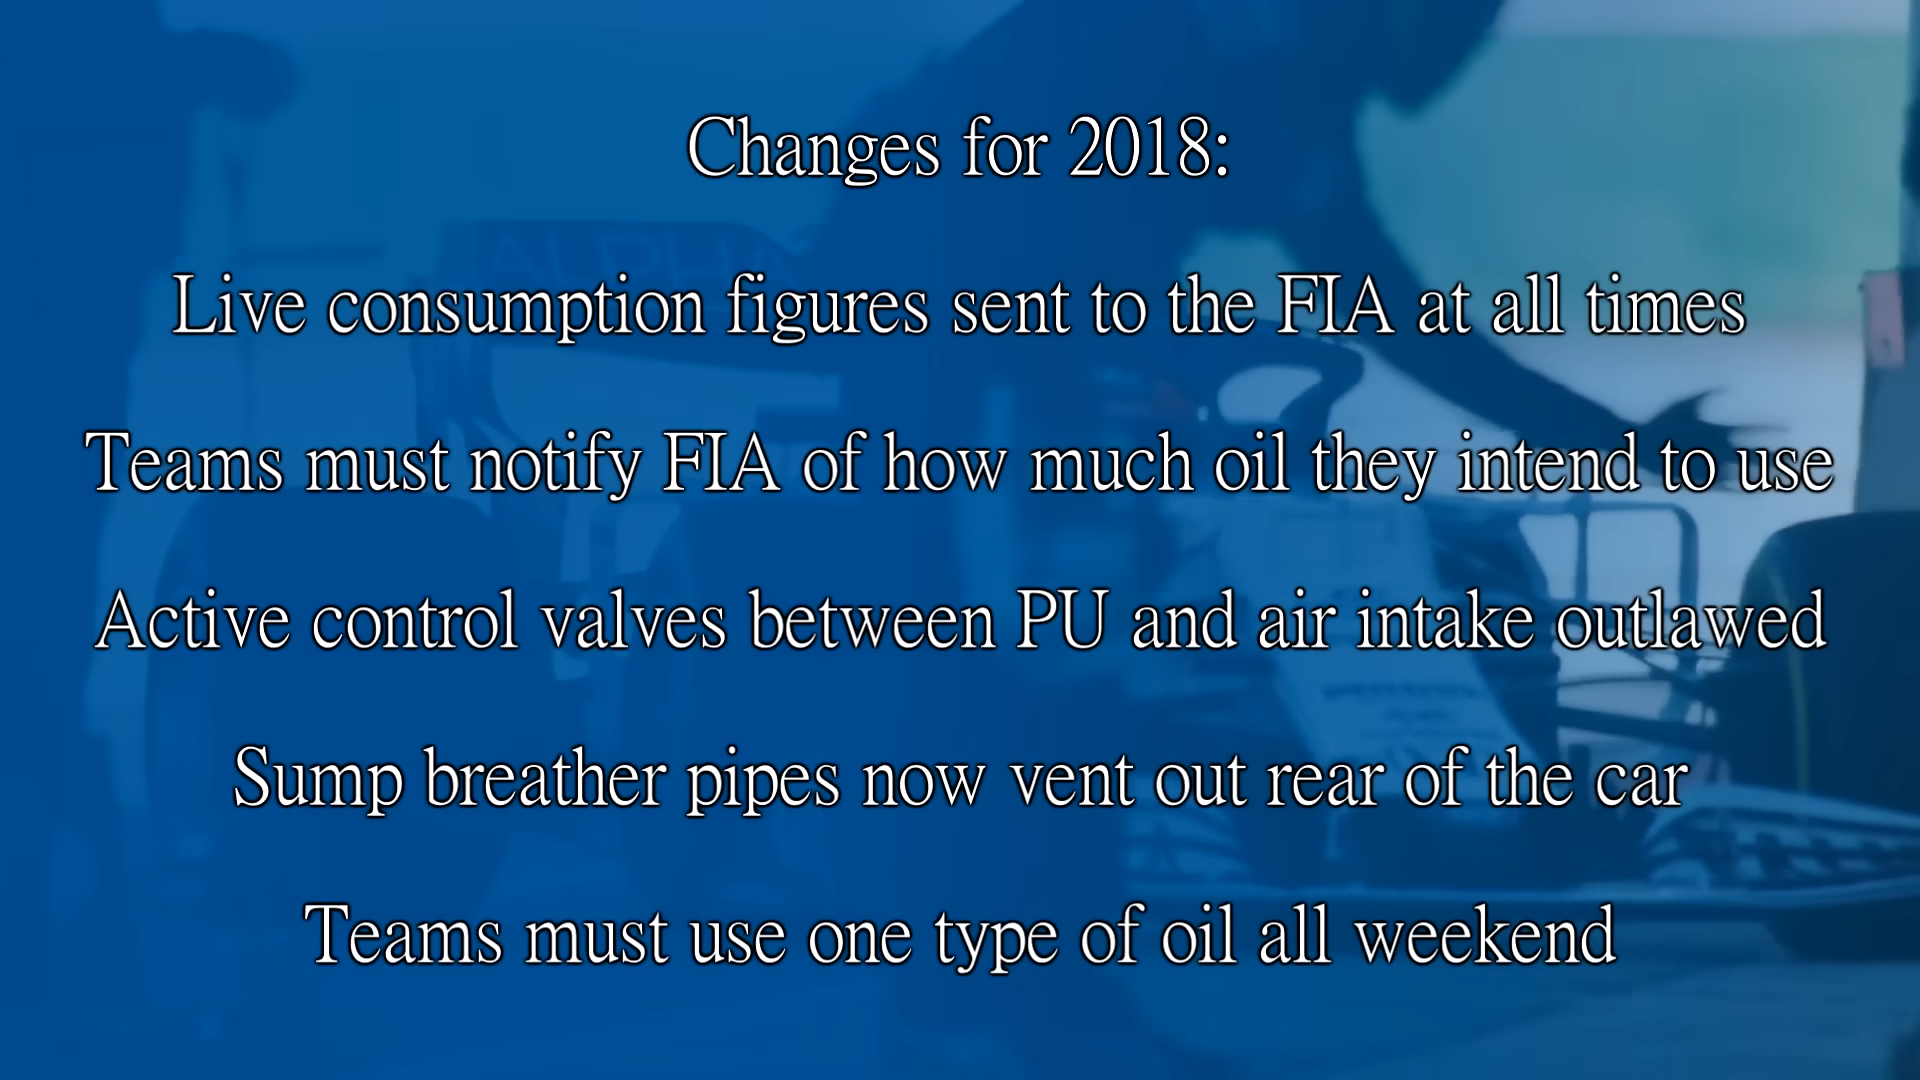 Changes for 2018:
Live consumption figures sent to the FIA at all times
Teams must notify FIA of how much oil they intend to use
Active control valves between PU and air intake outlawed
Sump breather pipes now vent out rear of the car
Teams must use one type of oil all weekend